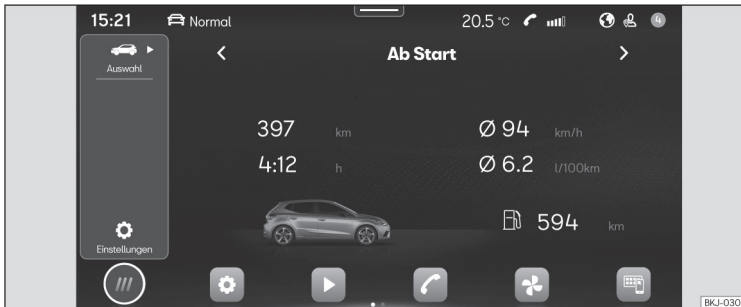 15:21 Normal 20.5 °C 4
Auswahl
Ab Start
397 km Ø 94 km/h
4:12 h Ø 6.2 l/100km
594 km
Einstellungen
BKJ-030